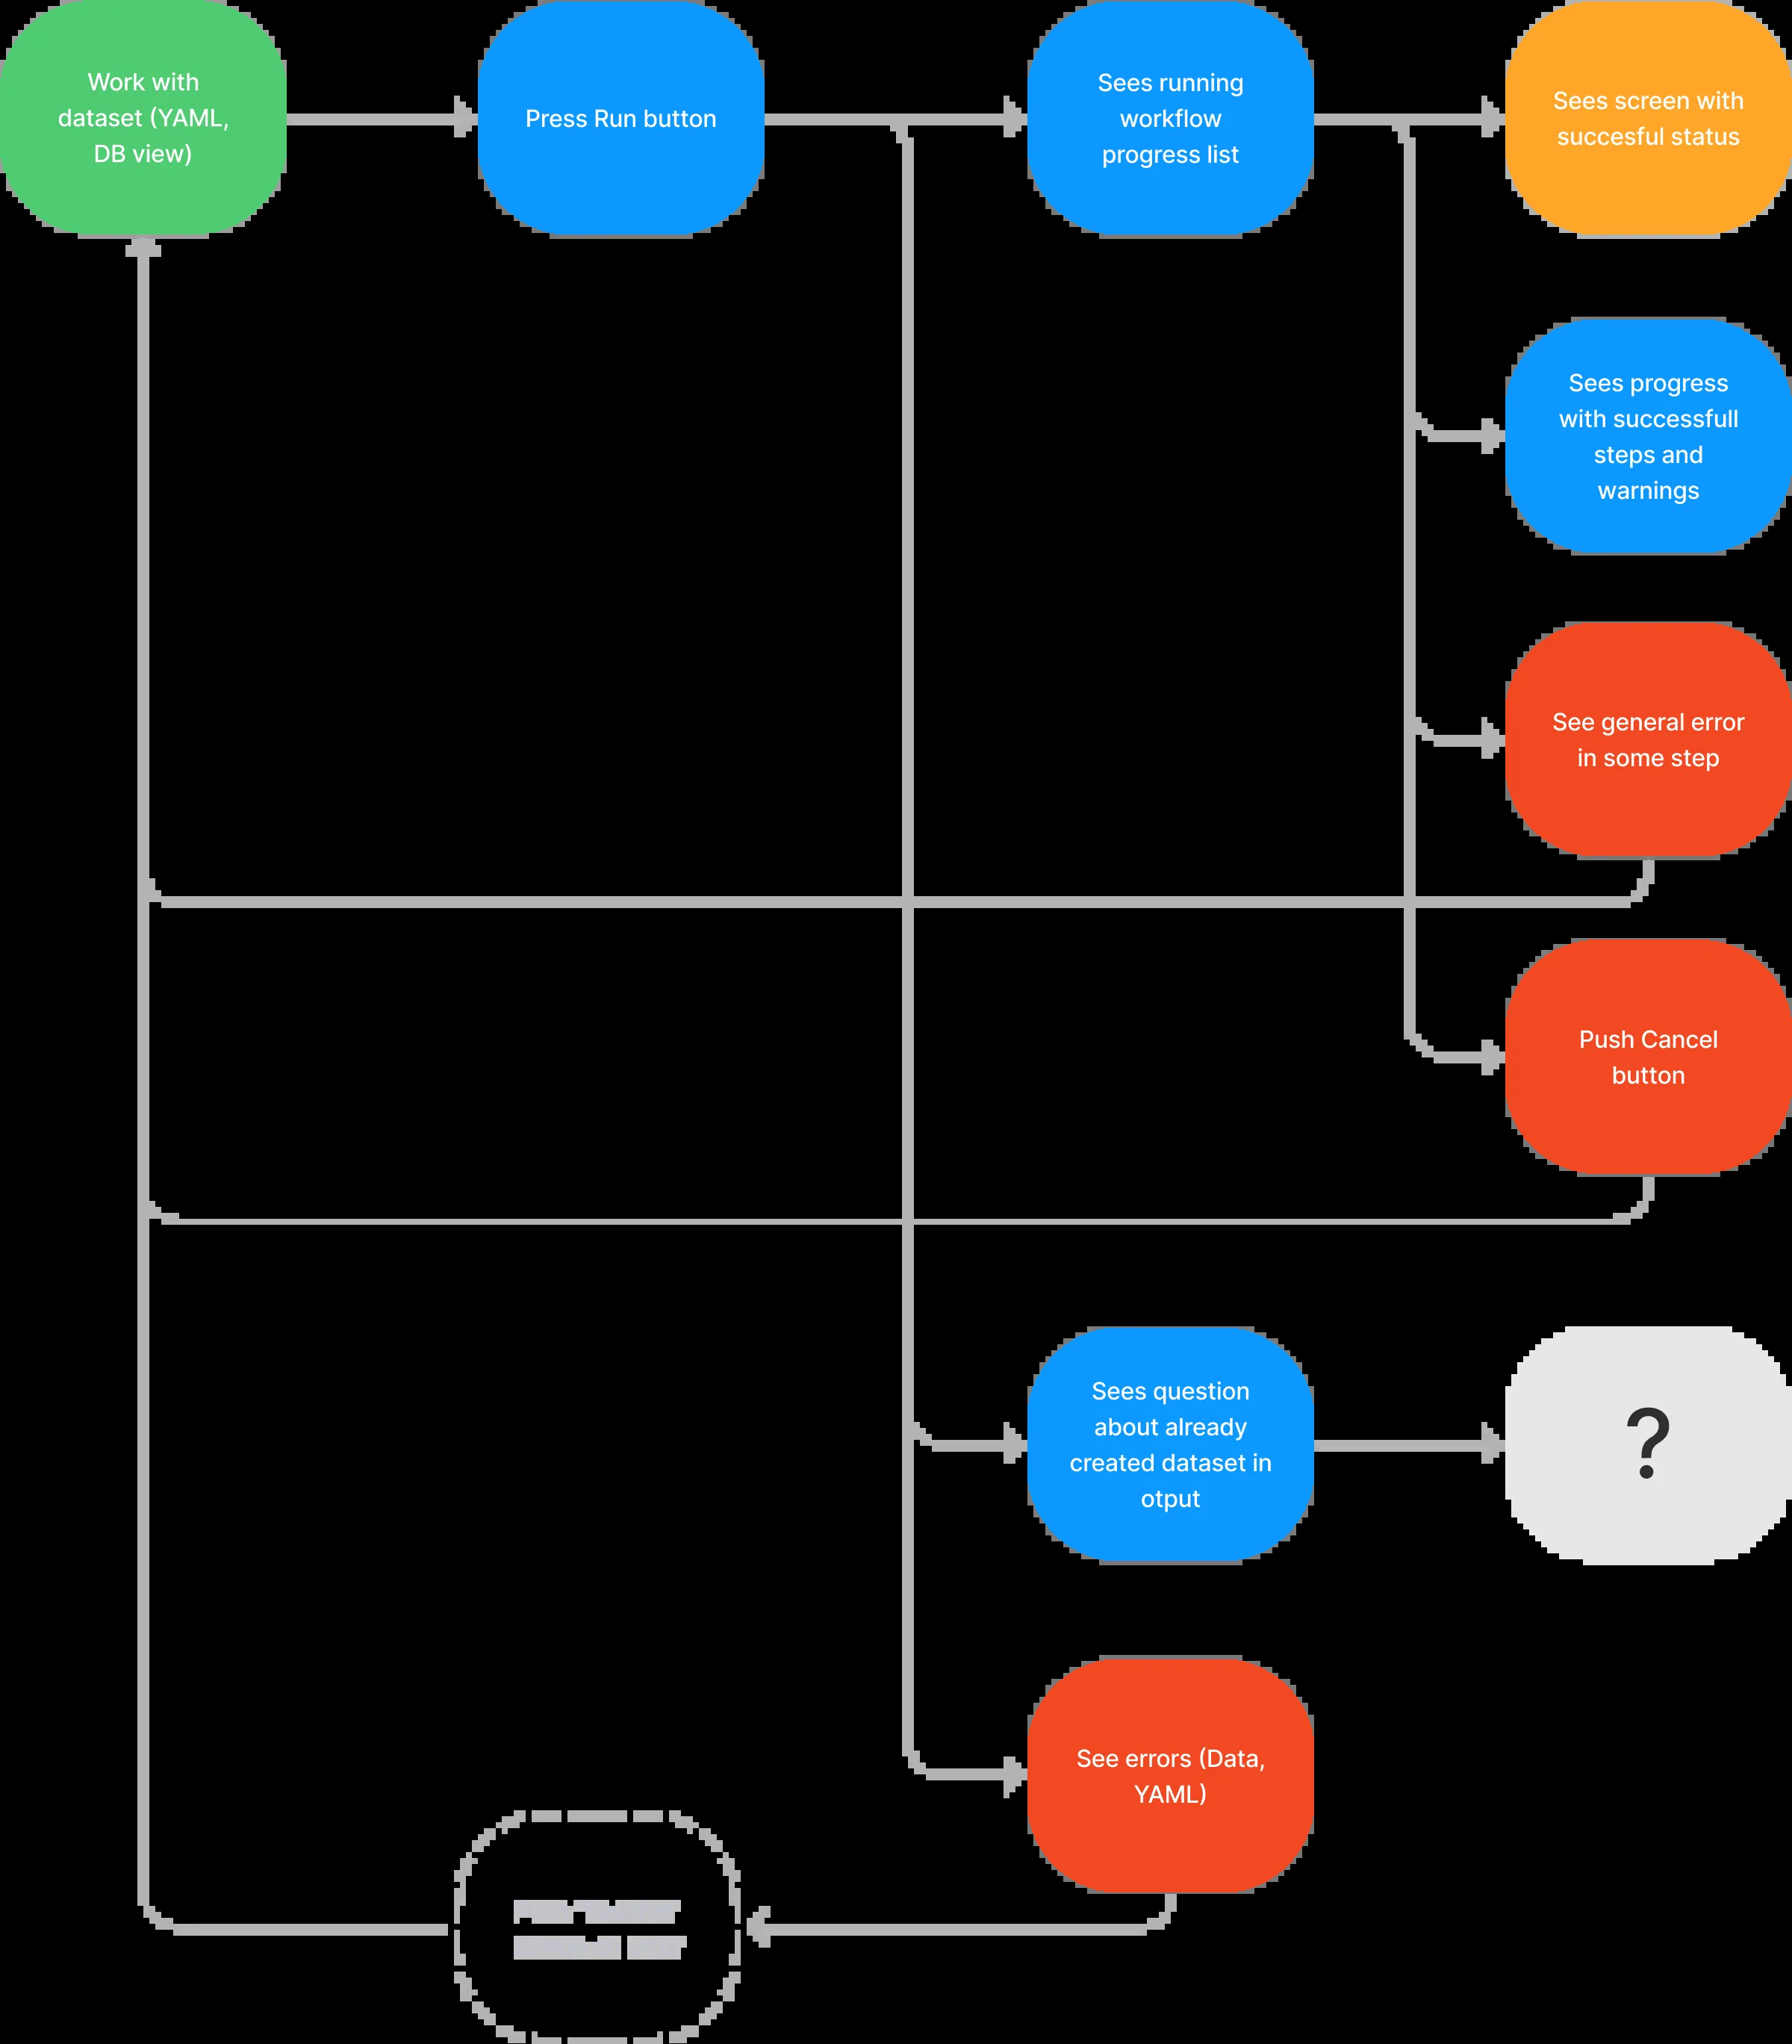 Work with
dataset (YAML,
DB view)
Press Run button
Sees running
workflow
progress list
Sees screen with
succesful status
Sees progress
with successfull
steps and
warnings
See general error
in some step
Push Cancel
button
Sees question
about already
created dataset in
otput
?
See errors (Data,
YAML)